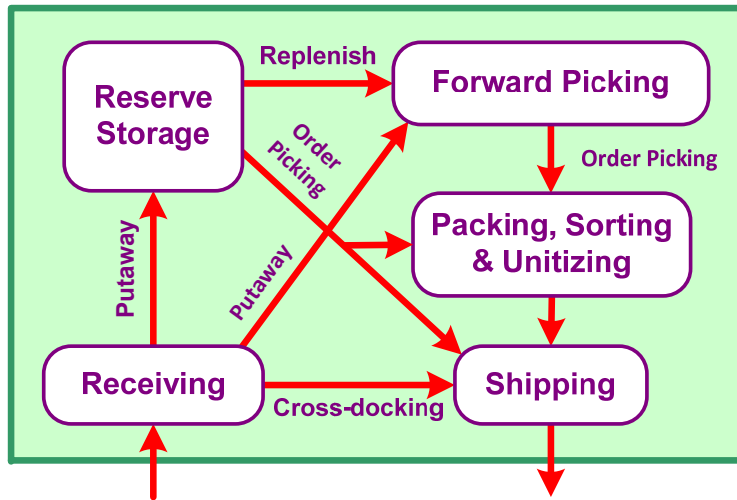 Replenish
Reserve
Storage
Forward Picking
Order
Picking
Order Picking
Putaway
Putaway
Packing, Sorting
& Unitizing
Receiving
Cross-docking
Shipping